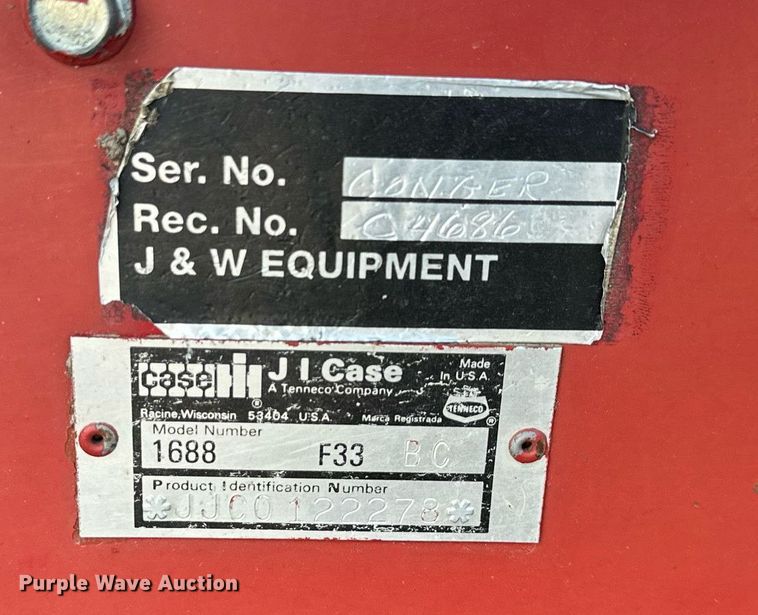 Ser. No. CONGER
Rec. No. C4686
J & W EQUIPMENT
CASE IH J I Case Made
A Tenneco Company In U.S.A.
TENNECO
Racine, Wisconsin 53404 U.S.A. Marca Registrada ®
Model Number
1688 F33 BC
Product Identification Number
*JJC0122278*
Purple Wave Auction